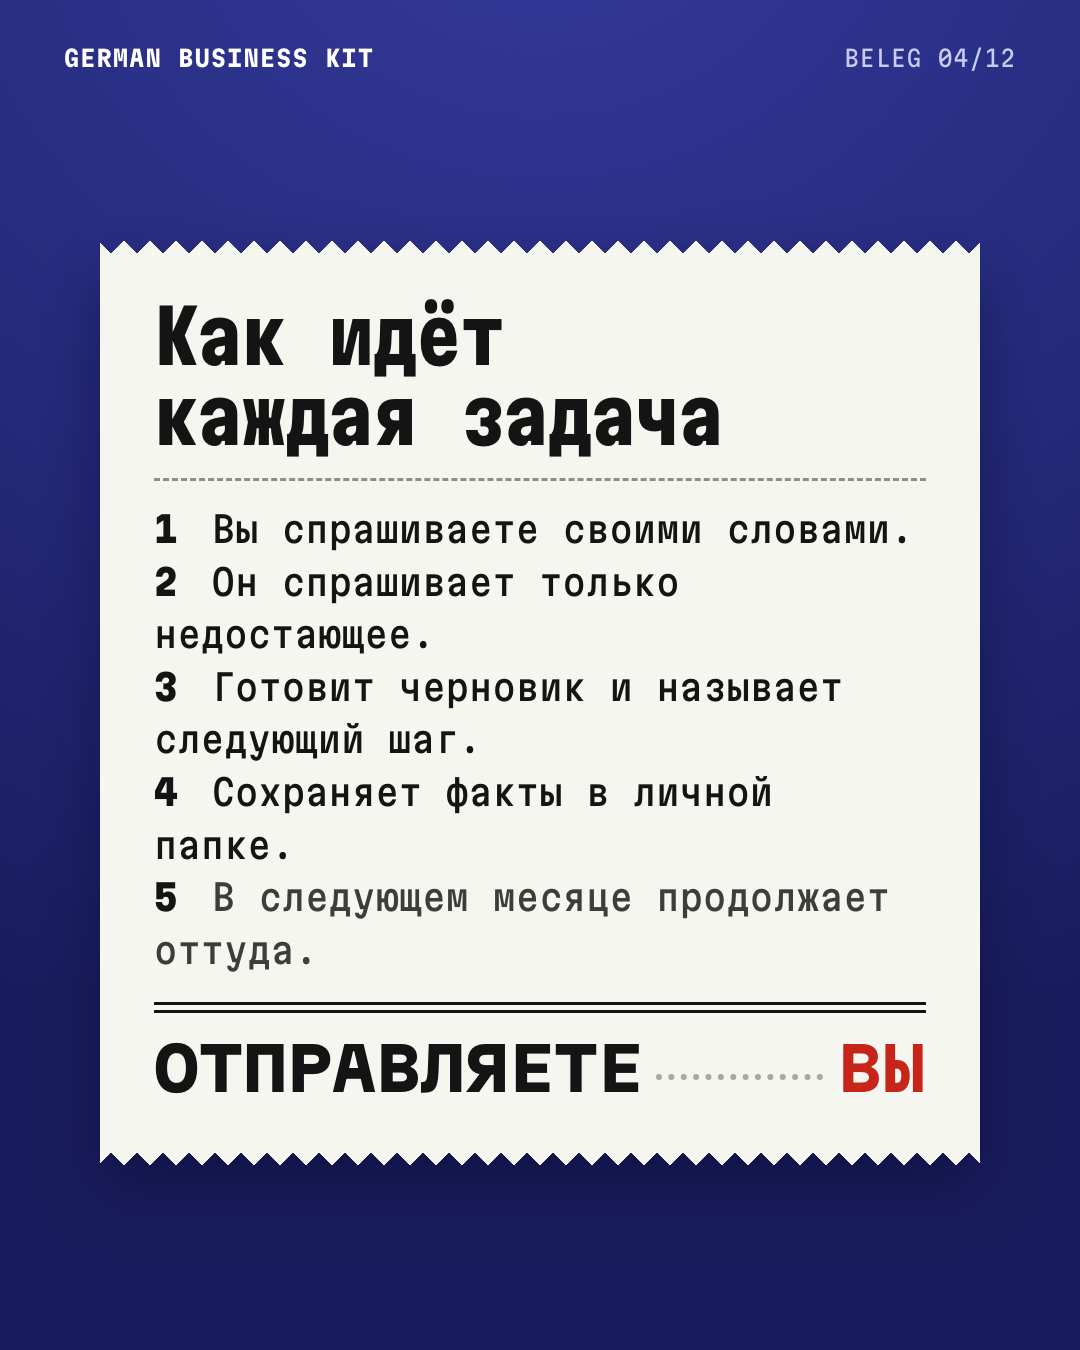 GERMAN BUSINESS KIT
BELEG 04/12
Как идёт
каждая задача
1 Вы спрашиваете своими словами.
2 Он спрашивает только
недостающее.
3 Готовит черновик и называет
следующий шаг.
4 Сохраняет факты в личной
папке.
5 В следующем месяце продолжает
оттуда.
ОТПРАВЛЯЕТЕ ............. ВЫ